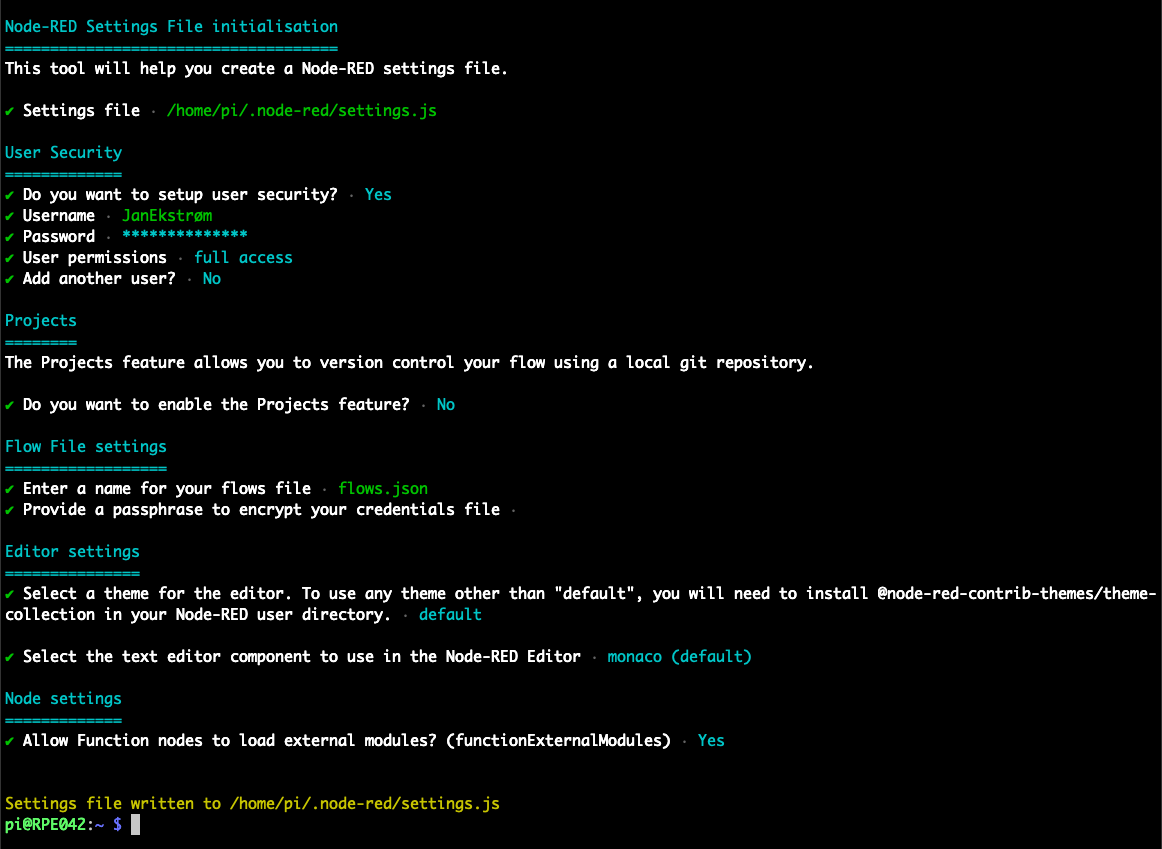 Node-RED Settings File initialisation
=====================================
This tool will help you create a Node-RED settings file.
✔ Settings file · /home/pi/.node-red/settings.js
User Security
=============
✔ Do you want to setup user security? · Yes
✔ Username · JanEkstrøm
✔ Password · **************
✔ User permissions · full access
✔ Add another user? · No
Projects
========
The Projects feature allows you to version control your flow using a local git repository.
✔ Do you want to enable the Projects feature? · No
Flow File settings
==================
✔ Enter a name for your flows file · flows.json
✔ Provide a passphrase to encrypt your credentials file ·
Editor settings
===============
✔ Select a theme for the editor. To use any theme other than "default", you will need to install @node-red-contrib-themes/theme-
collection in your Node-RED user directory. · default
✔ Select the text editor component to use in the Node-RED Editor · monaco (default)
Node settings
=============
✔ Allow Function nodes to load external modules? (functionExternalModules) · Yes
Settings file written to /home/pi/.node-red/settings.js
pi@RPE042:~ $